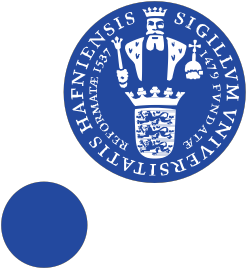 SIGILLVM VNIVERSITATIS HAFNIENSIS
FVNDATÆ 1479
REFORMATÆ 1537